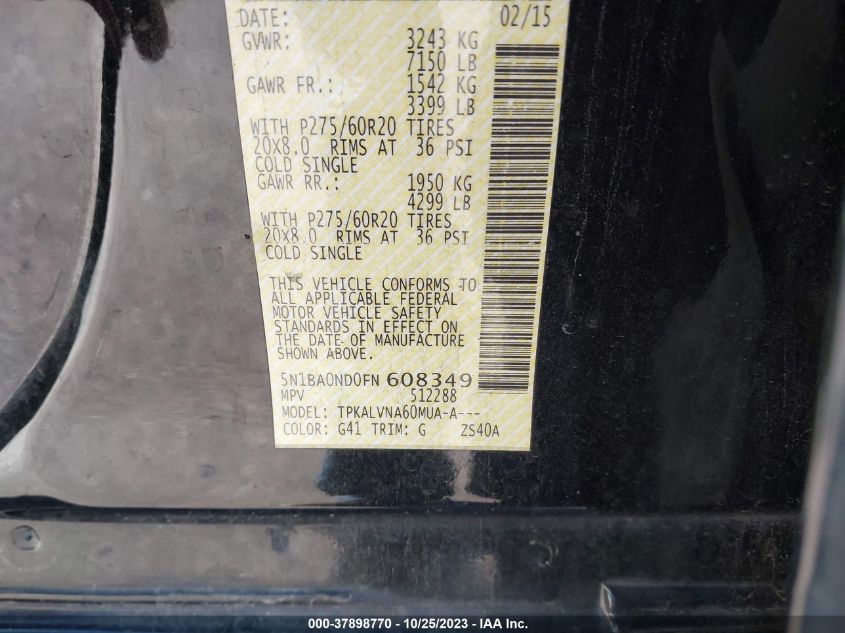 DATE: 02/15
GVWR: 3243 KG
7150 LB
GAWR FR.: 1542 KG
3399 LB
WITH P275/60R20 TIRES
20X8.0 RIMS AT 36 PSI
COLD SINGLE
GAWR RR.: 1950 KG
4299 LB
WITH P275/60R20 TIRES
20X8.0 RIMS AT 36 PSI
COLD SINGLE
THIS VEHICLE CONFORMS TO
ALL APPLICABLE FEDERAL
MOTOR VEHICLE SAFETY
STANDARDS IN EFFECT ON
THE DATE OF MANUFACTURE
SHOWN ABOVE.
5N1BA0ND0FN 608349
MPV 512288
MODEL: TPKALVNA60MUA-A---
COLOR: G41 TRIM: G ZS40A
000-37898770 - 10/25/2023 - IAA Inc.